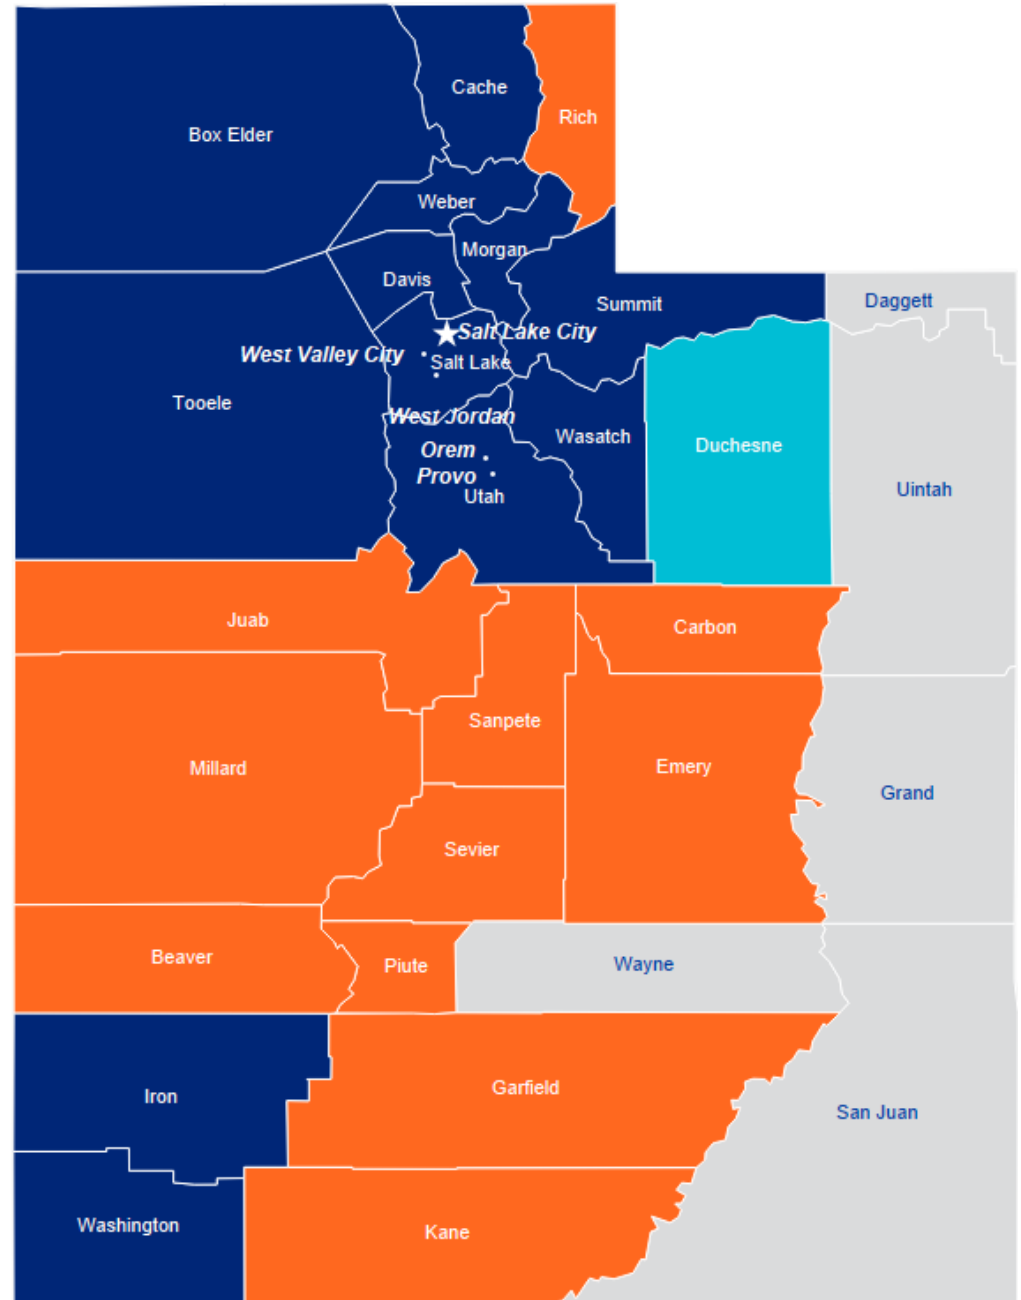 Cache
Rich
Box Elder
Weber
Morgan
Davis
Summit
Daggett
Salt Lake City
West Valley City
Salt Lake
Tooele
West Jordan
Wasatch
Duchesne
Orem
Provo
Utah
Uintah
Juab
Carbon
Sanpete
Millard
Emery
Grand
Sevier
Beaver
Piute
Wayne
Iron
Garfield
San Juan
Washington
Kane